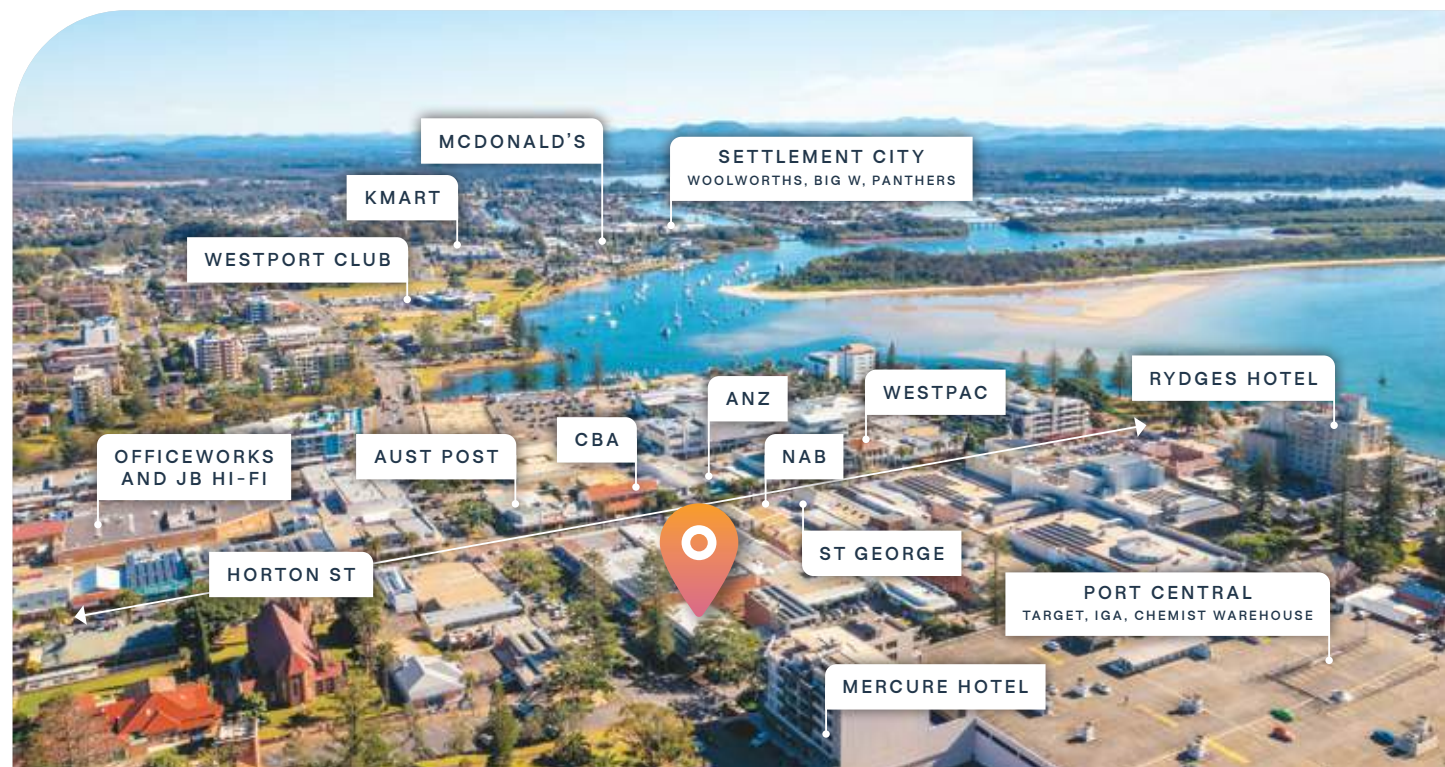 MCDONALD'S
SETTLEMENT CITY
WOOLWORTHS, BIG W, PANTHERS
KMART
WESTPORT CLUB
RYDGES HOTEL
ANZ
WESTPAC
CBA
NAB
OFFICEWORKS
AND JB HI-FI
AUST POST
ST GEORGE
HORTON ST
PORT CENTRAL
TARGET, IGA, CHEMIST WAREHOUSE
MERCURE HOTEL